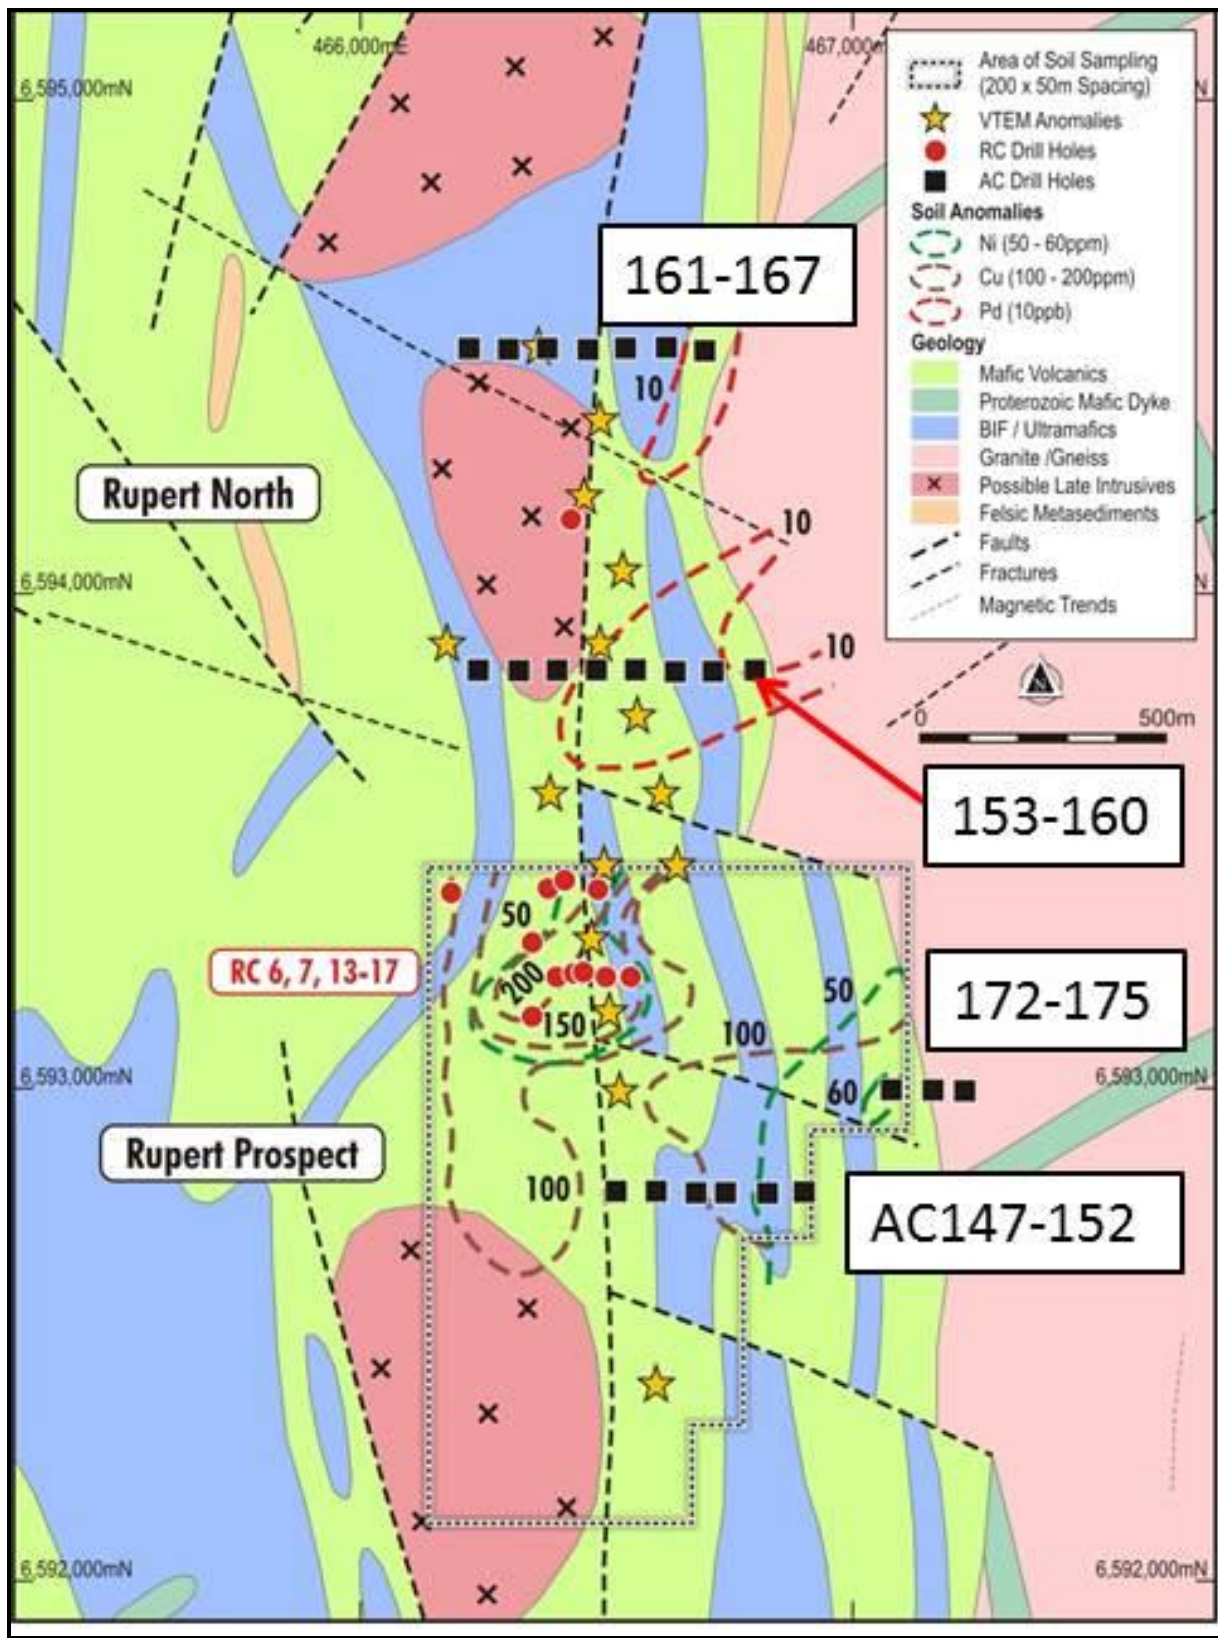 466,000mE
467,000m
6,595,000mN
N
Area of Soil Sampling
(200 x 50m Spacing)
VTEM Anomalies
RC Drill Holes
AC Drill Holes
Soil Anomalies
Ni (50 - 60ppm)
Cu (100 - 200ppm)
Pd (10ppb)
Geology
Mafic Volcanics
Proterozoic Mafic Dyke
BIF / Ultramafics
Granite /Gneiss
Possible Late Intrusives
Felsic Metasediments
Faults
Fractures
Magnetic Trends
161-167
10
Rupert North
10
6,594,000mN
N
10
N
0 500m
153-160
50
RC 6, 7, 13-17
200
150
50
172-175
100
60
6,593,000mN
6,593,000mN
Rupert Prospect
100
AC147-152
6,592,000mN
6,592,000mN